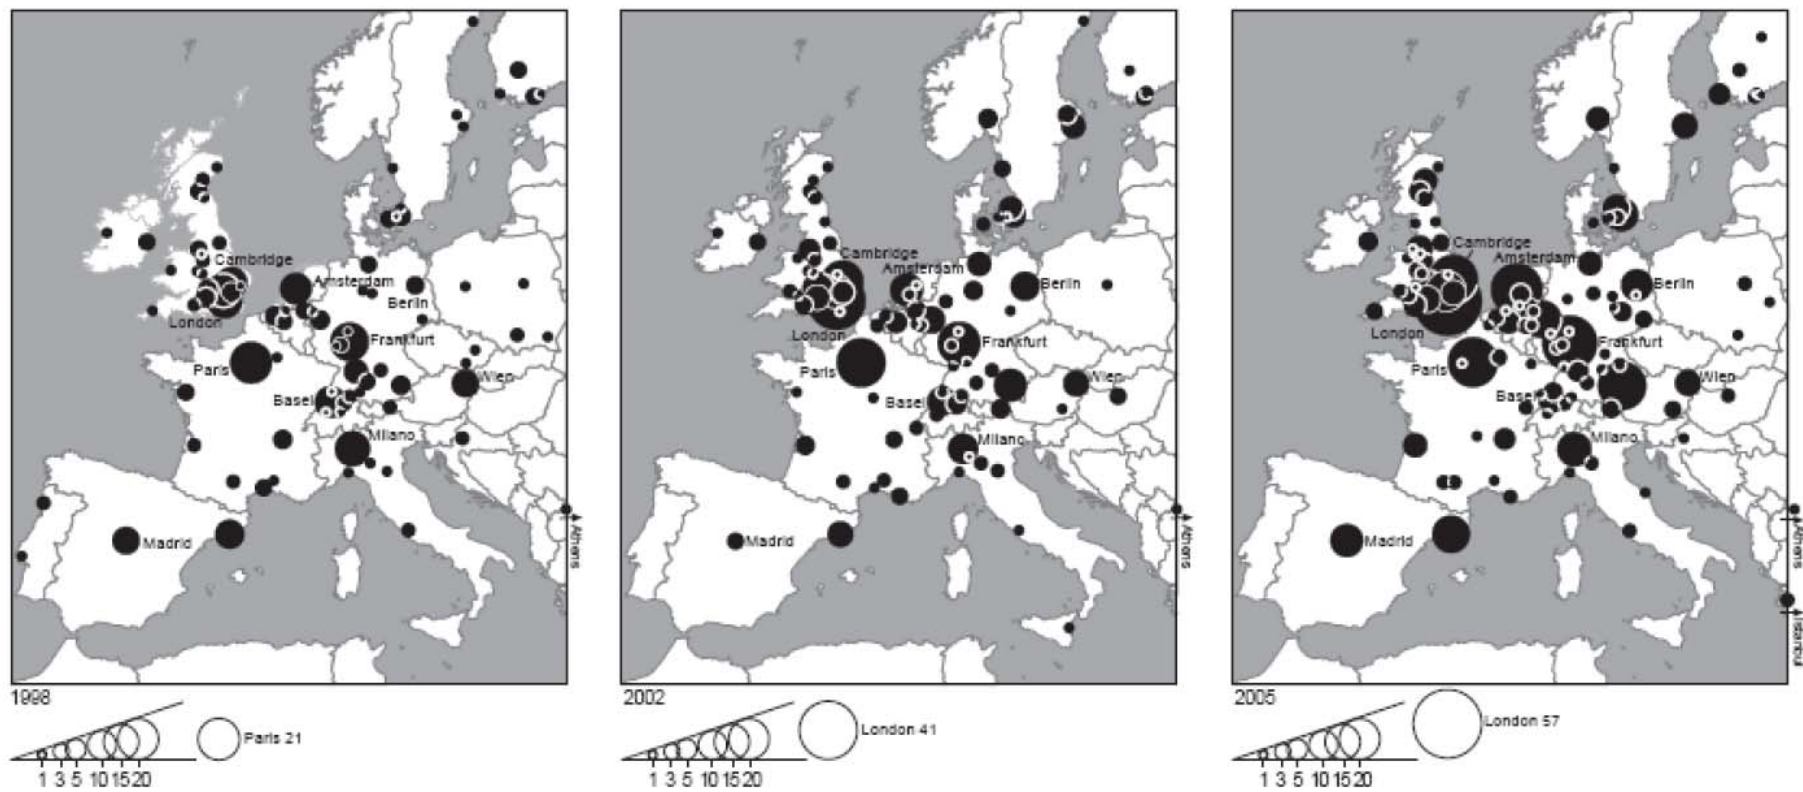 Cambridge
Amsterdam
Berlin
London
Frankfurt
Paris
Wien
Basel
Milano
Madrid
Athens
1998
1 3 5 10 15 20
Paris 21
Cambridge
Amsterdam
Berlin
London
Frankfurt
Paris
Wien
Basel
Milano
Madrid
Athens
2002
1 3 5 10 15 20
London 41
Cambridge
Amsterdam
Berlin
London
Frankfurt
Paris
Wien
Basel
Milano
Madrid
Athens
Istanbul
2005
1 3 5 10 15 20
London 57